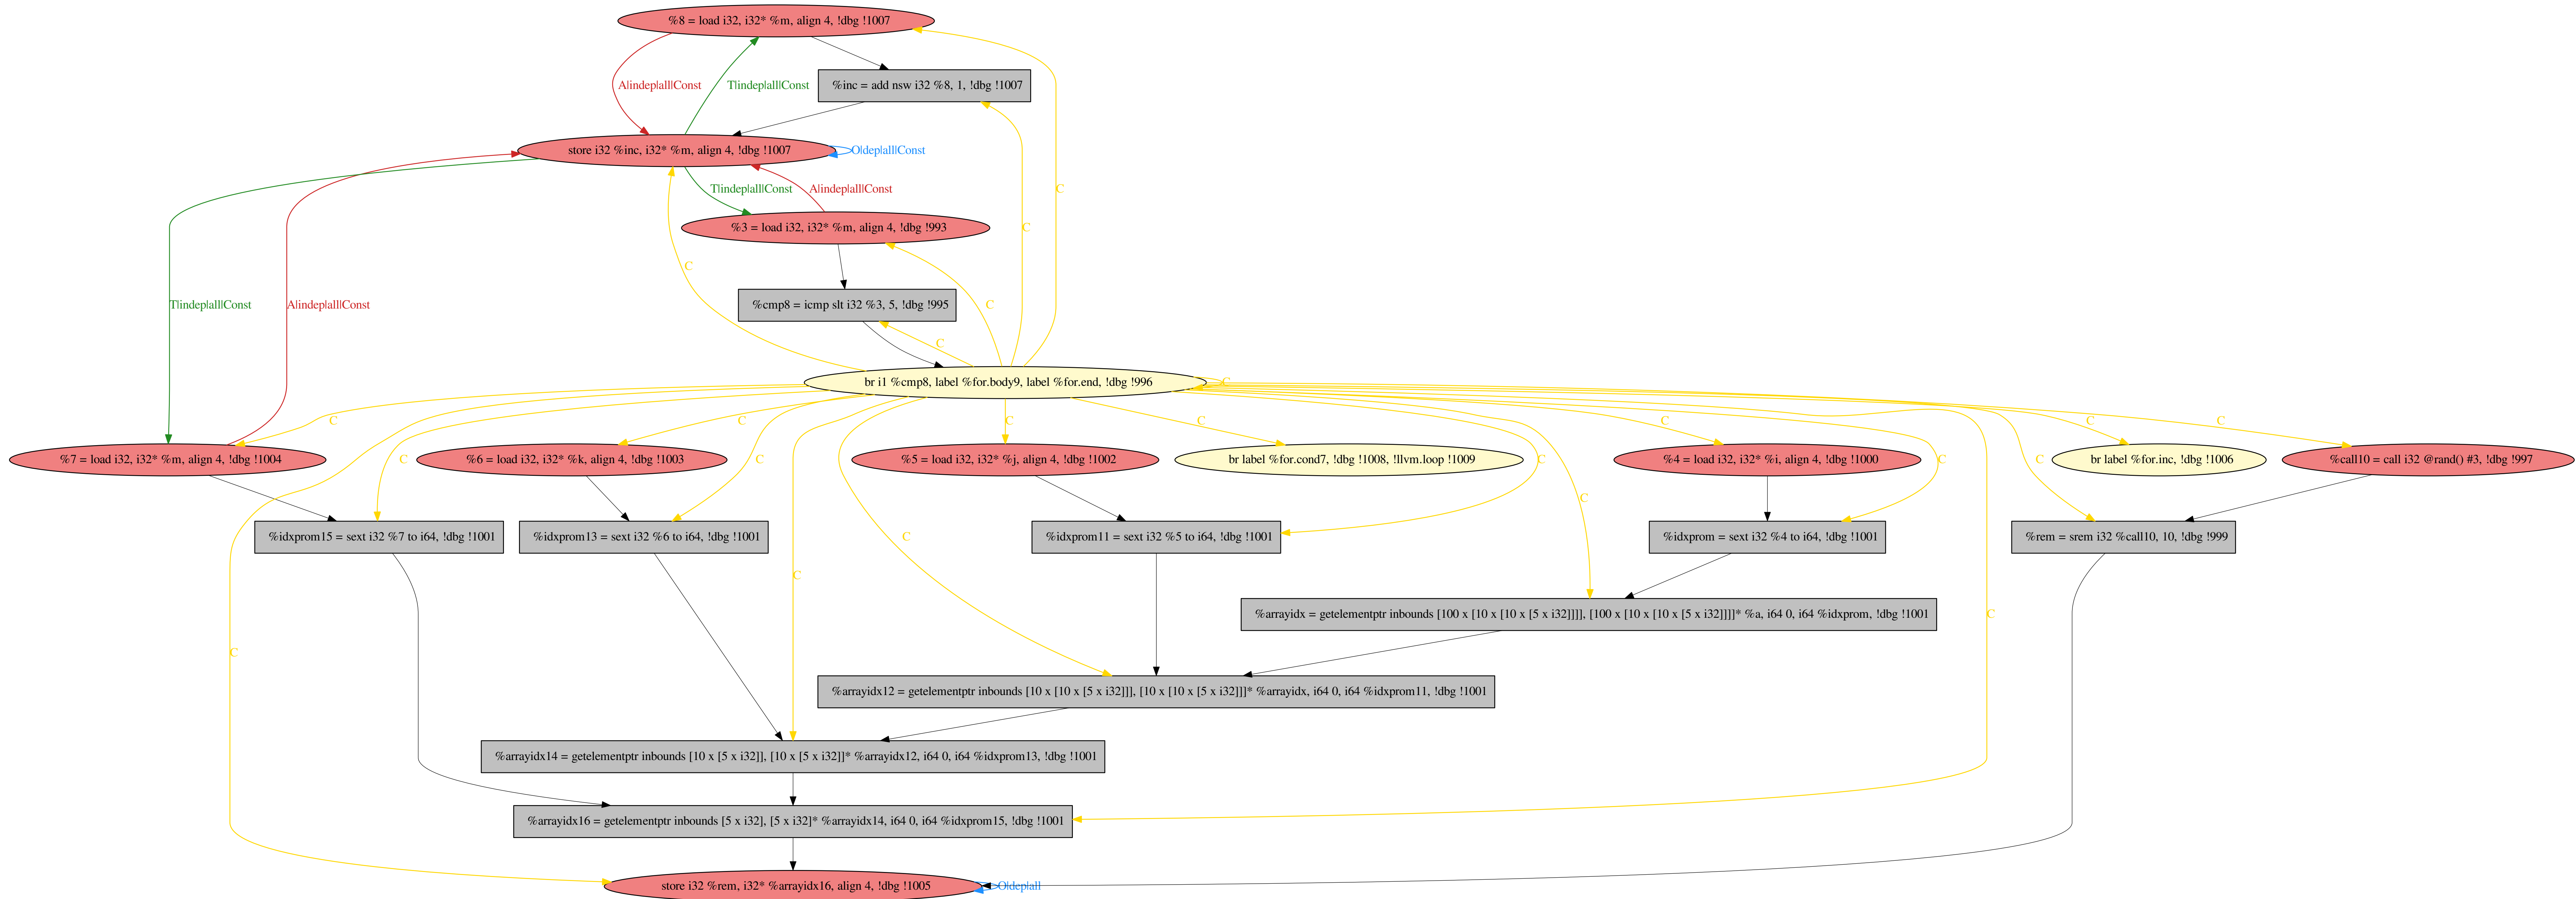 %8 = load i32, i32* %m, align 4, !dbg !1007
A|indep|all|Const
T|indep|all|Const
%inc = add nsw i32 %8, 1, !dbg !1007
store i32 %inc, i32* %m, align 4, !dbg !1007
O|dep|all|Const
T|indep|all|Const
A|indep|all|Const
C
%3 = load i32, i32* %m, align 4, !dbg !993
C
C
T|indep|all|Const
A|indep|all|Const
%cmp8 = icmp slt i32 %3, 5, !dbg !995
C
C
br i1 %cmp8, label %for.body9, label %for.end, !dbg !996
C
C
C
C
C
C
C
%7 = load i32, i32* %m, align 4, !dbg !1004
C
%6 = load i32, i32* %k, align 4, !dbg !1003
C
%5 = load i32, i32* %j, align 4, !dbg !1002
br label %for.cond7, !dbg !1008, !llvm.loop !1009
C
%4 = load i32, i32* %i, align 4, !dbg !1000
C
C
br label %for.inc, !dbg !1006
%call10 = call i32 @rand() #3, !dbg !997
C
%idxprom15 = sext i32 %7 to i64, !dbg !1001
%idxprom13 = sext i32 %6 to i64, !dbg !1001
C
%idxprom11 = sext i32 %5 to i64, !dbg !1001
%idxprom = sext i32 %4 to i64, !dbg !1001
%rem = srem i32 %call10, 10, !dbg !999
C
%arrayidx = getelementptr inbounds [100 x [10 x [10 x [5 x i32]]]], [100 x [10 x [10 x [5 x i32]]]]* %a, i64 0, i64 %idxprom, !dbg !1001
C
C
%arrayidx12 = getelementptr inbounds [10 x [10 x [5 x i32]]], [10 x [10 x [5 x i32]]]* %arrayidx, i64 0, i64 %idxprom11, !dbg !1001
%arrayidx14 = getelementptr inbounds [10 x [5 x i32]], [10 x [5 x i32]]* %arrayidx12, i64 0, i64 %idxprom13, !dbg !1001
%arrayidx16 = getelementptr inbounds [5 x i32], [5 x i32]* %arrayidx14, i64 0, i64 %idxprom15, !dbg !1001
store i32 %rem, i32* %arrayidx16, align 4, !dbg !1005
O|dep|all